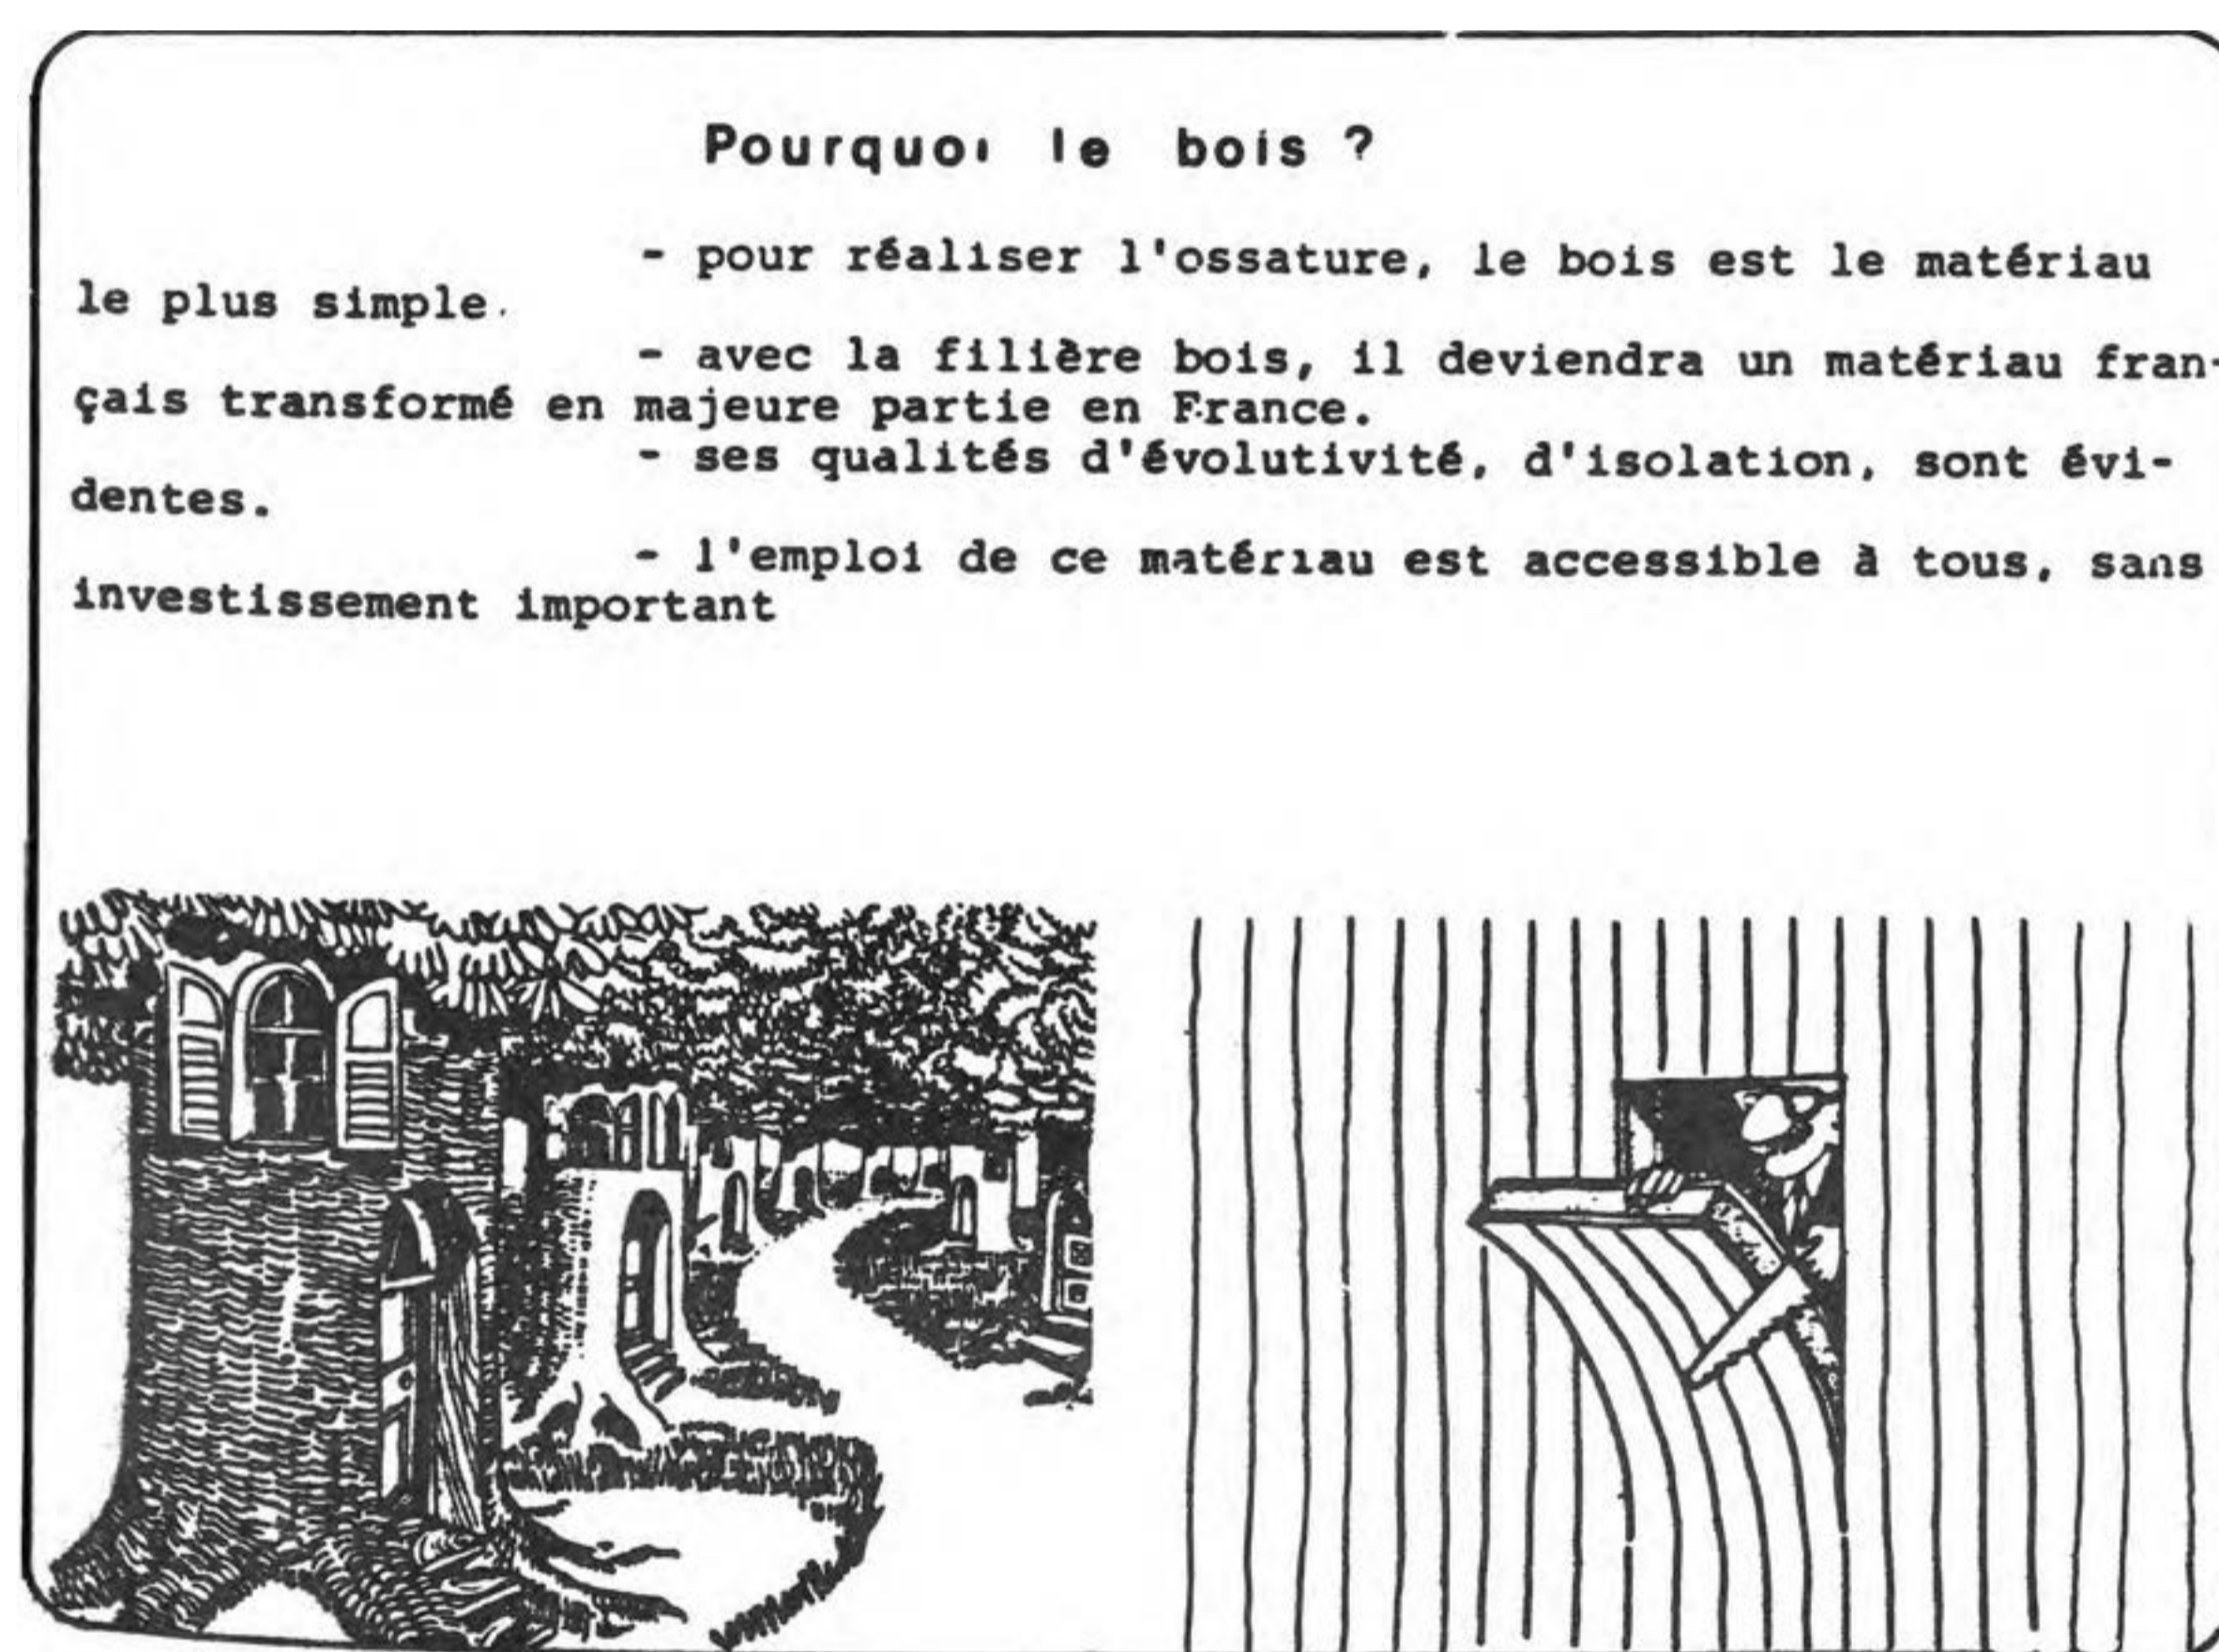 Pourquoi le bois ?
- pour réaliser l'ossature, le bois est le matériau
le plus simple.
- avec la filière bois, il deviendra un matériau fran-
çais transformé en majeure partie en France.
- ses qualités d'évolutivité, d'isolation, sont évi-
dentes.
- l'emploi de ce matériau est accessible à tous, sans
investissement important